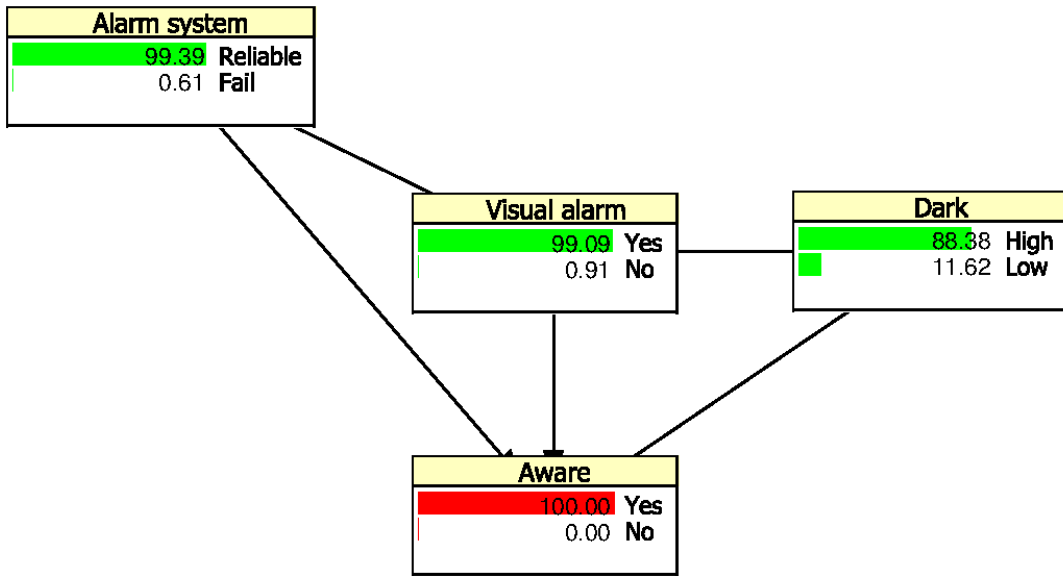 Alarm system
99.39 Reliable
0.61 Fail
Visual alarm
99.09 Yes
0.91 No
Dark
88.38 High
11.62 Low
Aware
100.00 Yes
0.00 No